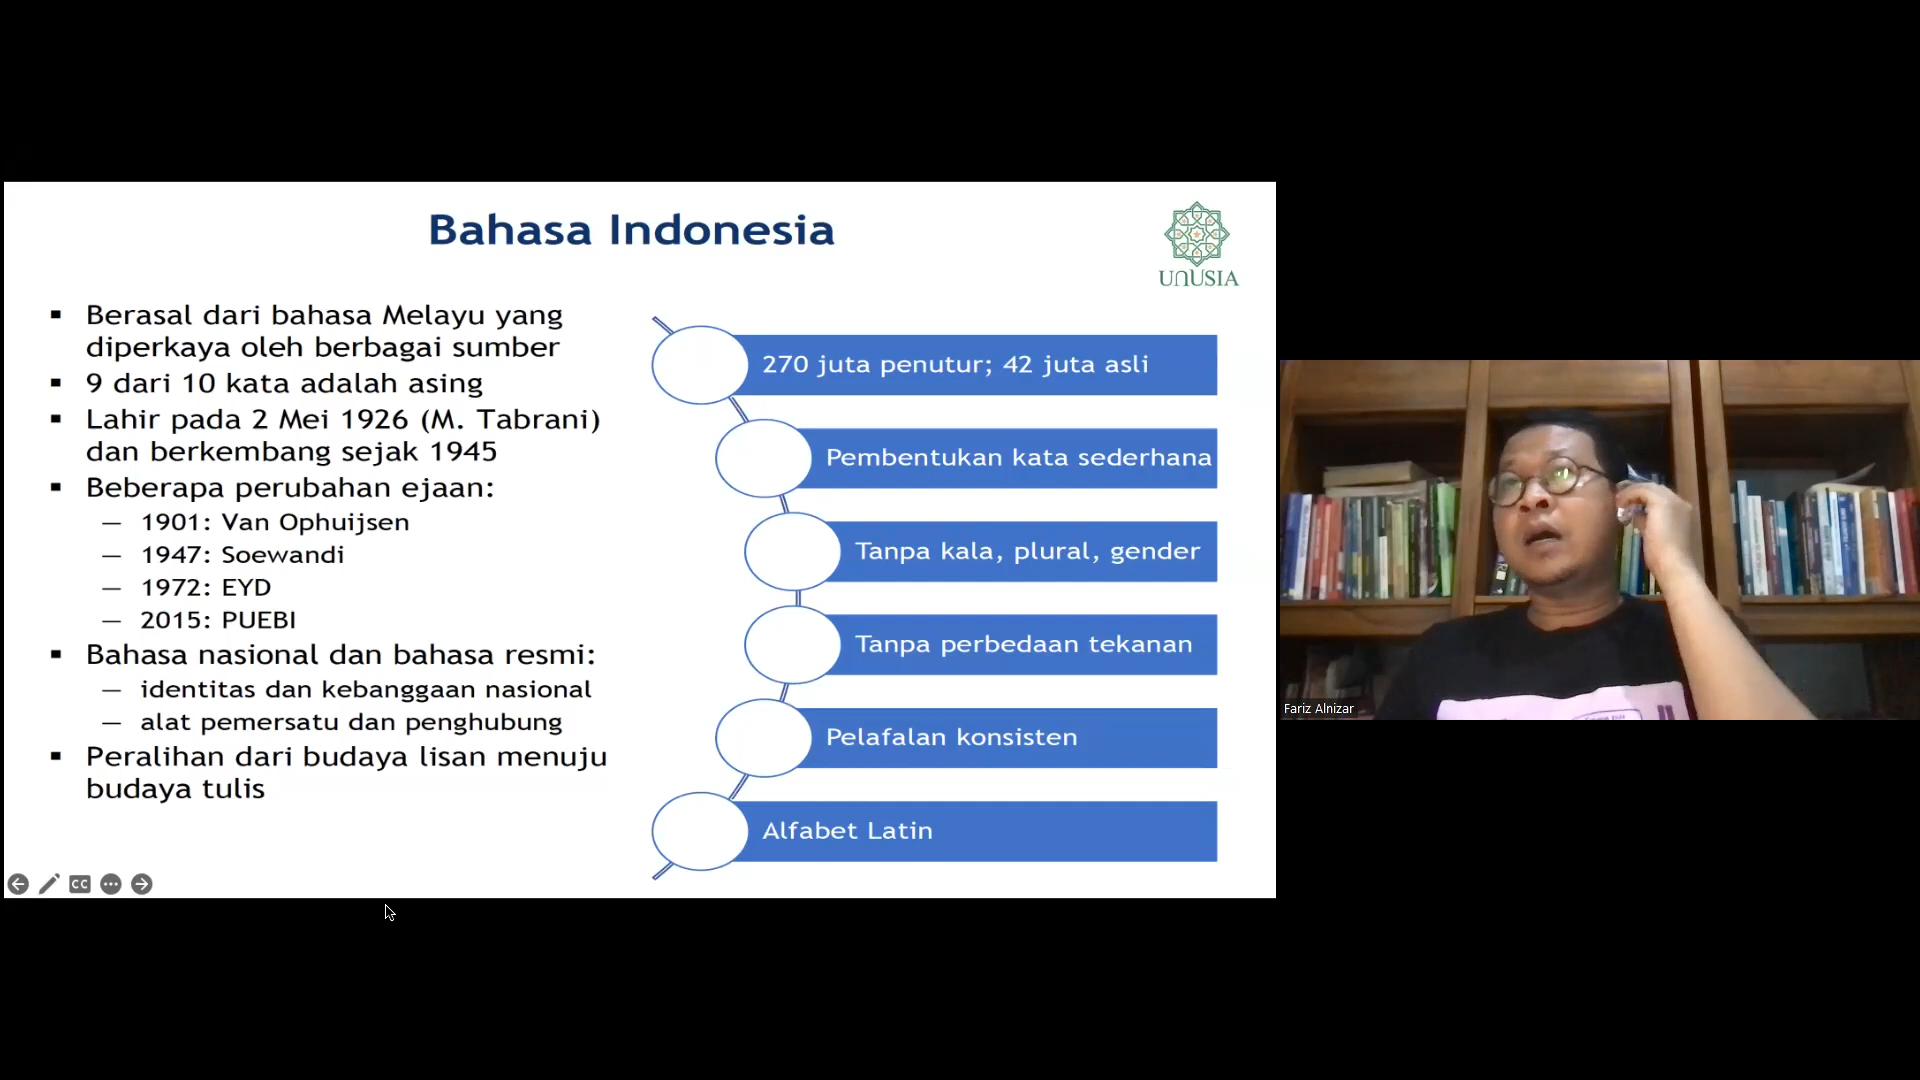 Bahasa Indonesia
UNUSIA
▪ Berasal dari bahasa Melayu yang
diperkaya oleh berbagai sumber
▪ 9 dari 10 kata adalah asing
▪ Lahir pada 2 Mei 1926 (M. Tabrani)
dan berkembang sejak 1945
▪ Beberapa perubahan ejaan:
— 1901: Van Ophuijsen
— 1947: Soewandi
— 1972: EYD
— 2015: PUEBI
▪ Bahasa nasional dan bahasa resmi:
— identitas dan kebanggaan nasional
— alat pemersatu dan penghubung
▪ Peralihan dari budaya lisan menuju
budaya tulis
270 juta penutur; 42 juta asli
Pembentukan kata sederhana
Tanpa kala, plural, gender
Tanpa perbedaan tekanan
Pelafalan konsisten
Alfabet Latin
CC
Fariz Alnizar